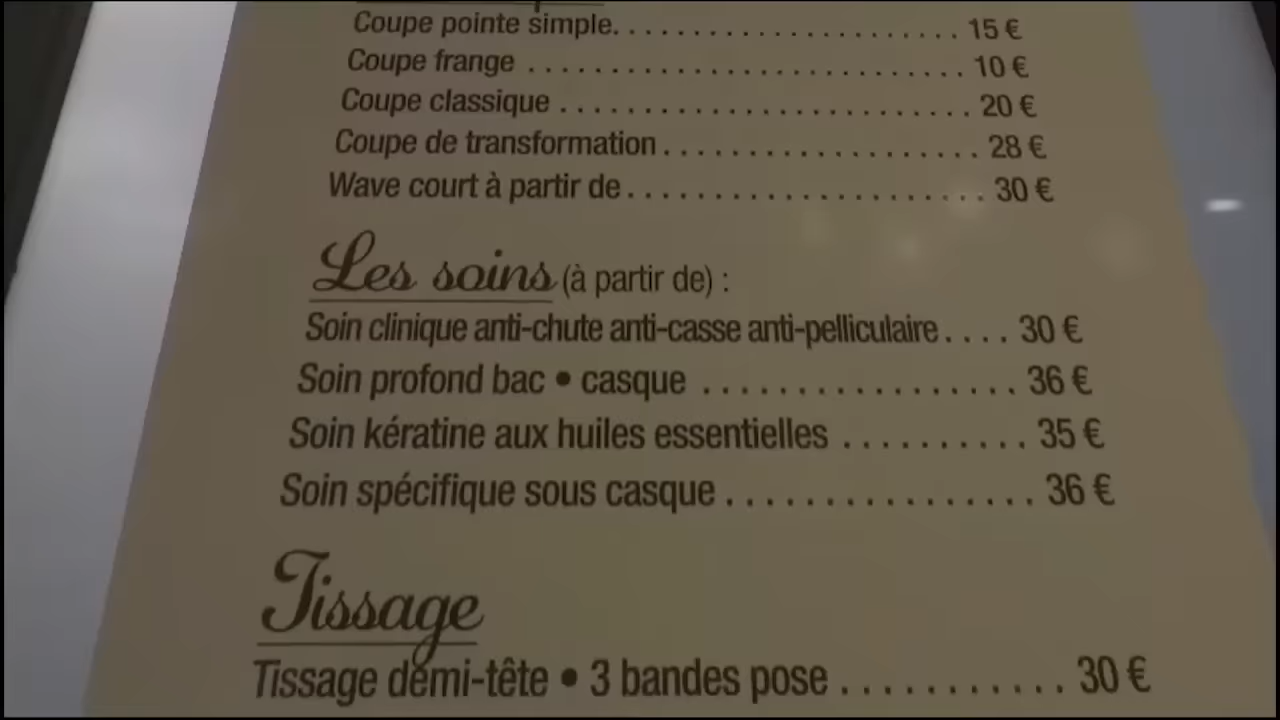 Coupe pointe simple. . . . . . . . . . . . . . . . . . . . . . 15 €
Coupe frange . . . . . . . . . . . . . . . . . . . . . . . . . . . 10 €
Coupe classique . . . . . . . . . . . . . . . . . . . . . . . . . 20 €
Coupe de transformation . . . . . . . . . . . . . . . . . . . 28 €
Wave court à partir de . . . . . . . . . . . . . . . . . . . . . 30 €
Les soins (à partir de) :
Soin clinique anti-chute anti-casse anti-pelliculaire . . . . 30 €
Soin profond bac • casque . . . . . . . . . . . . . . . . . 36 €
Soin kératine aux huiles essentielles . . . . . . . . . . 35 €
Soin spécifique sous casque . . . . . . . . . . . . . . . . 36 €
Tissage
Tissage demi-tête • 3 bandes pose . . . . . . . . . . . 30 €